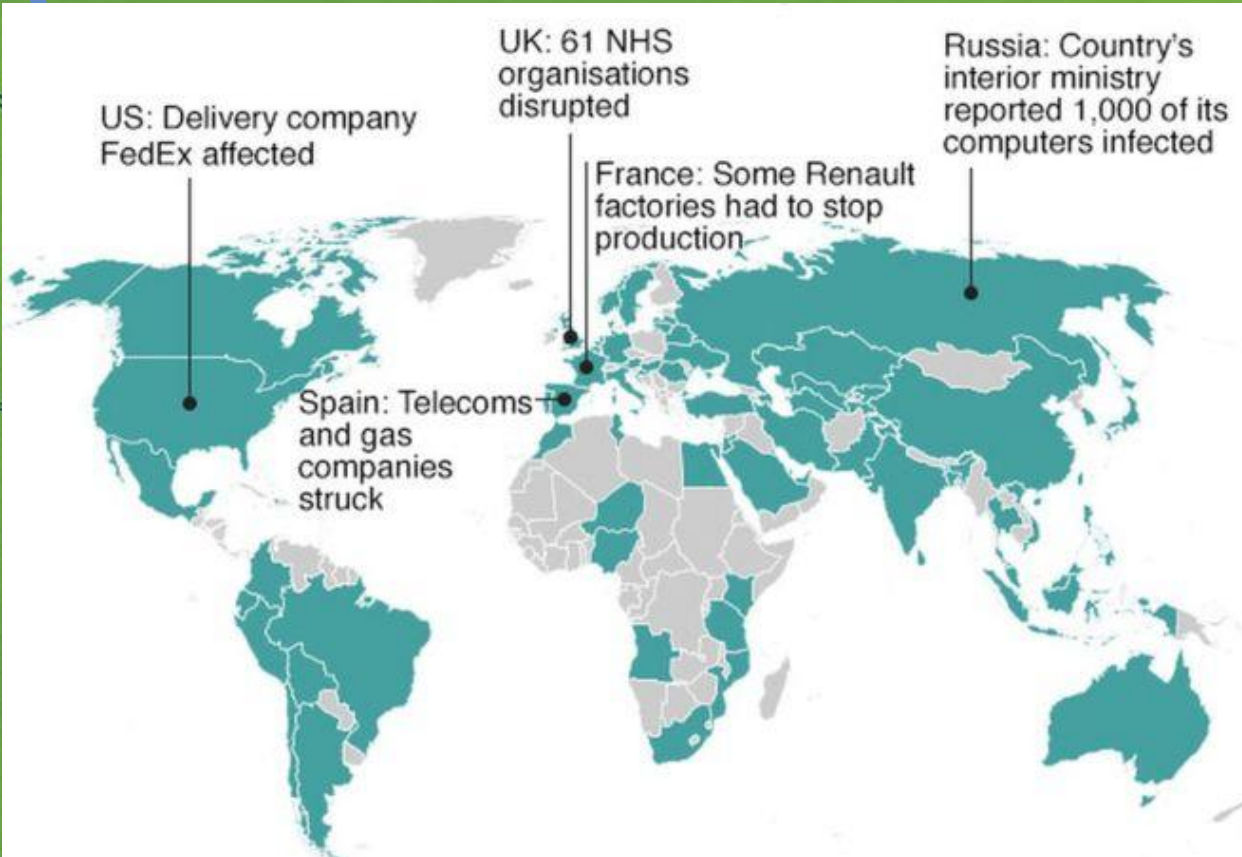 UK: 61 NHS
organisations
disrupted
Russia: Country's
interior ministry
reported 1,000 of its
computers infected
US: Delivery company
FedEx affected
France: Some Renault
factories had to stop
production
Spain: Telecoms
and gas
companies
struck